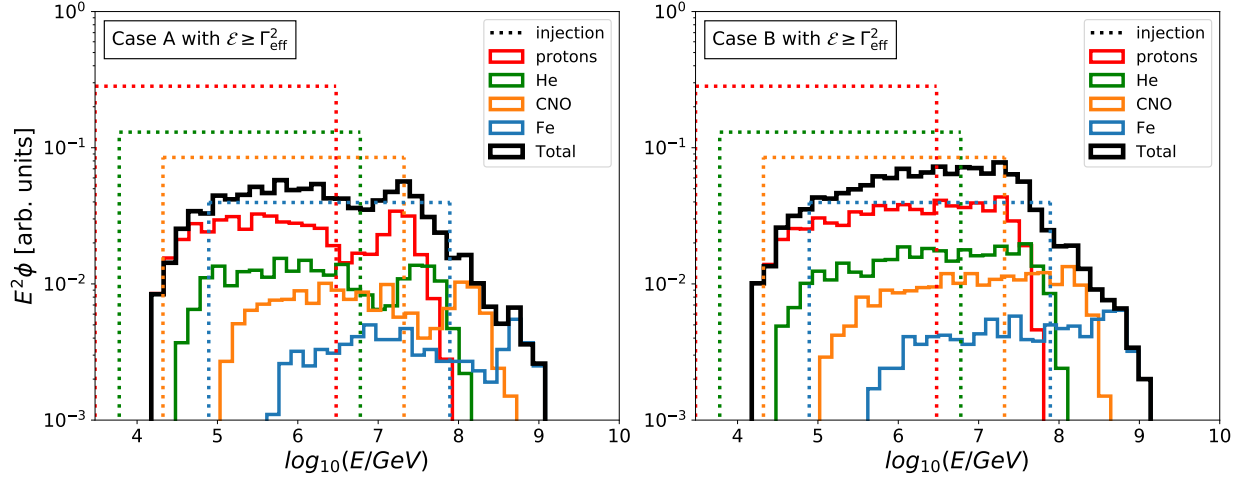 Case A with ℰ ≥ Γ²eff
injection
protons
He
CNO
Fe
Total
10⁰
10⁻¹
10⁻²
10⁻³
E²ϕ [arb. units]
4 5 6 7 8 9 10
log₁₀(E/GeV)
Case B with ℰ ≥ Γ²eff
injection
protons
He
CNO
Fe
Total
10⁰
10⁻¹
10⁻²
10⁻³
4 5 6 7 8 9 10
log₁₀(E/GeV)